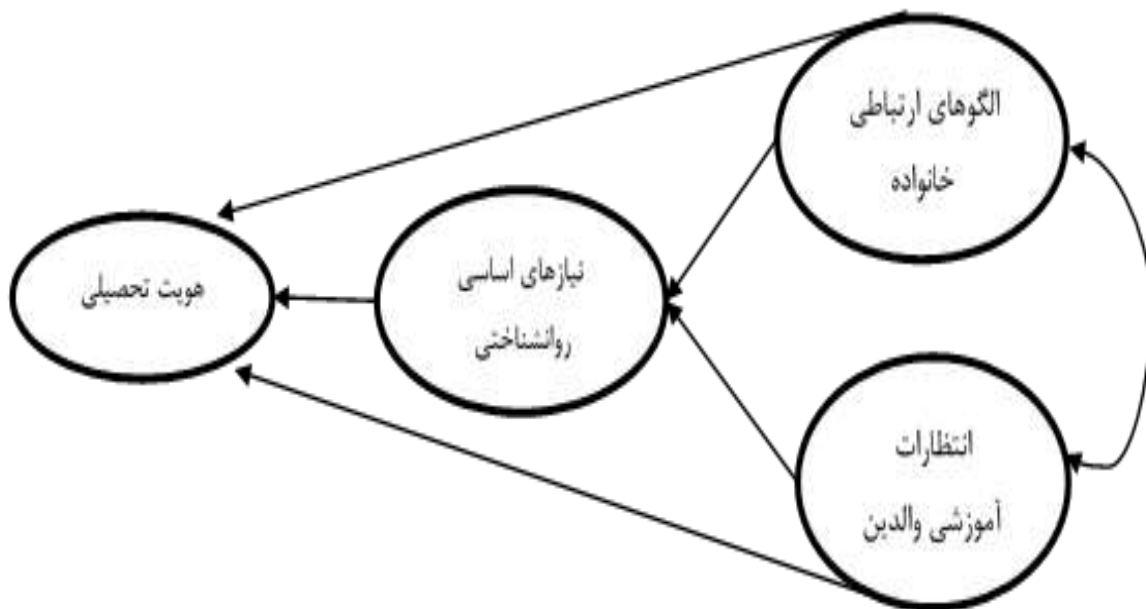 الگوهای ارتباطی
خانواده
نیازهای اساسی
روانشناختی
هویت تحصیلی
انتظارات
آموزشی والدین